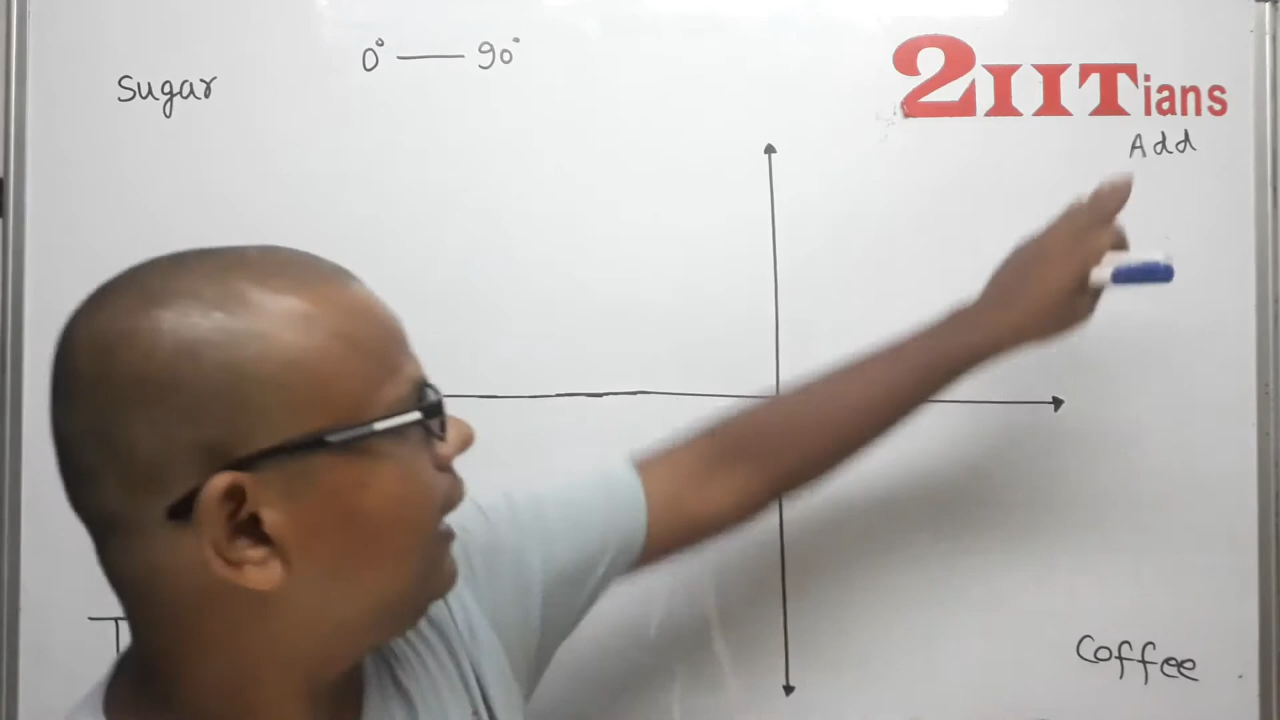 0° — 90°
Sugar
2IITians
Add
Coffee